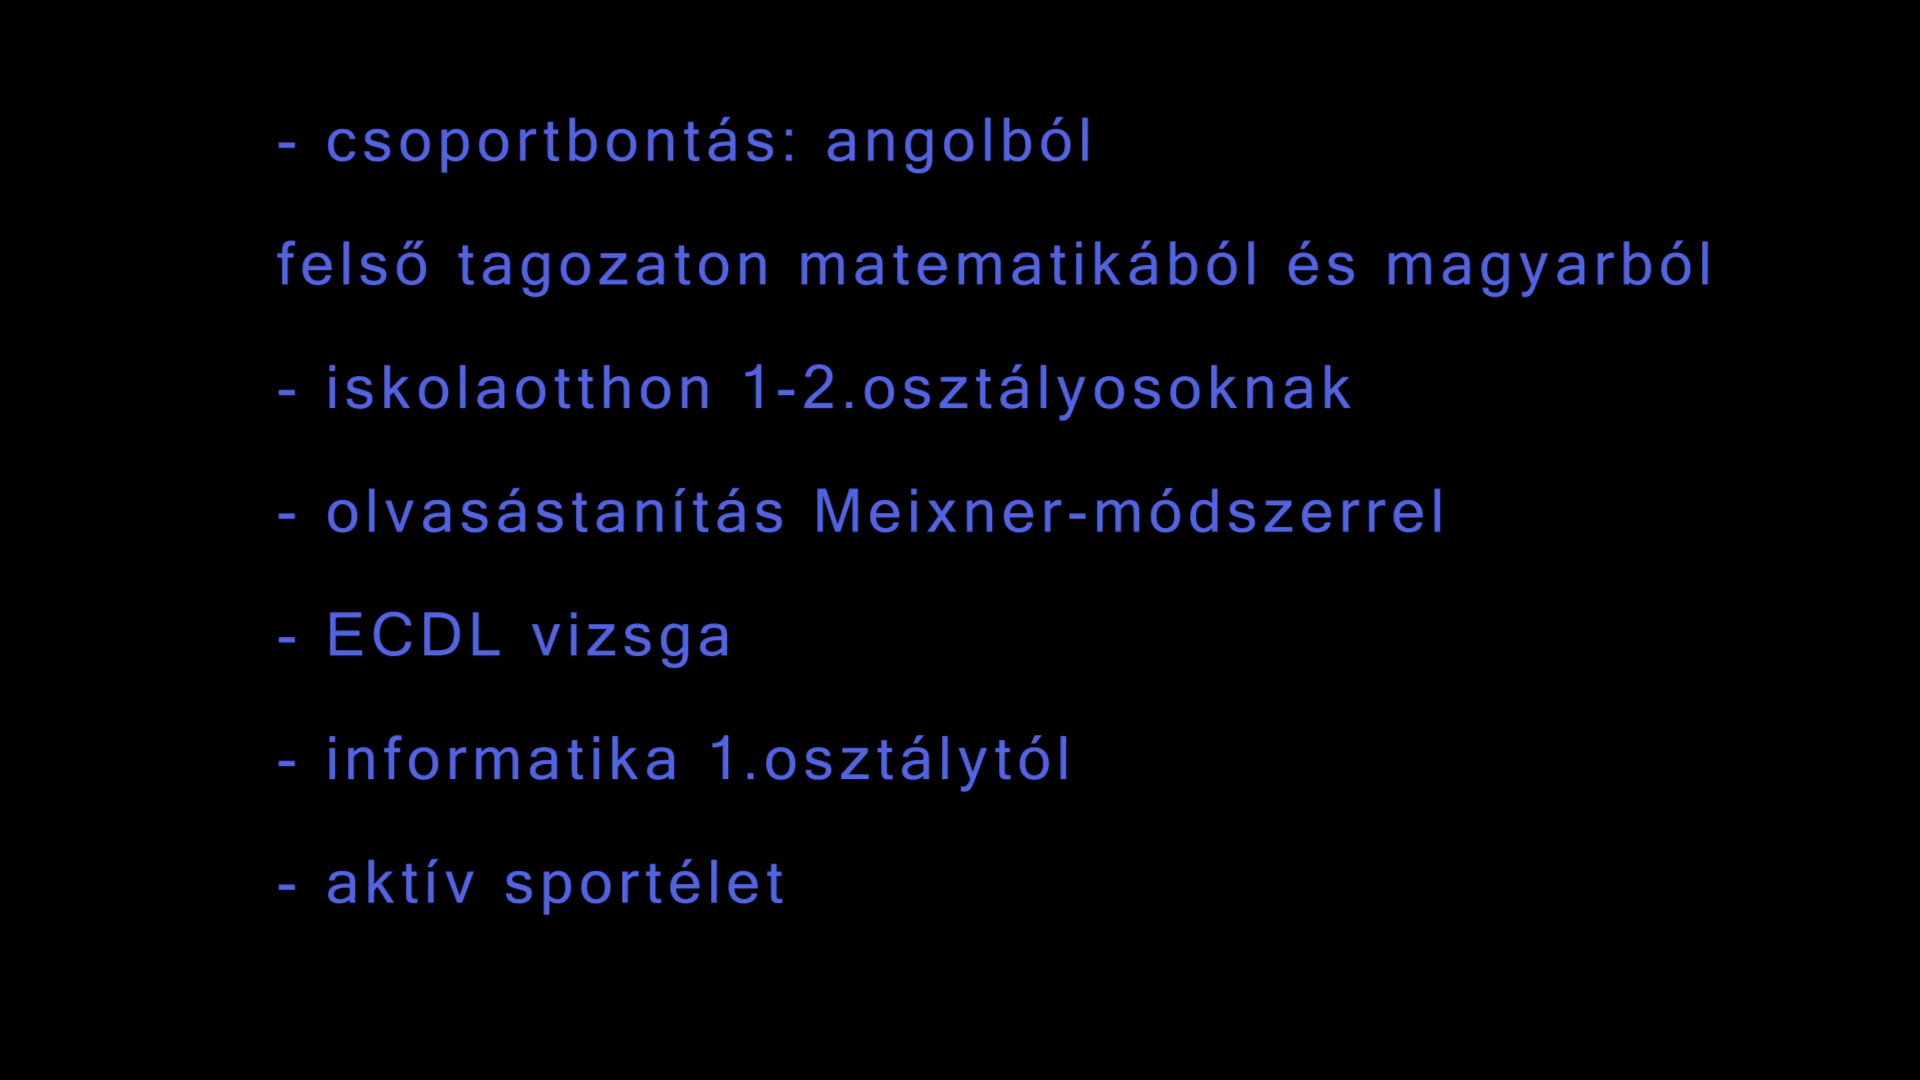 - csoportbontás: angolból
felső tagozaton matematikából és magyarból
- iskolaotthon 1-2.osztályosoknak
- olvasástanítás Meixner-módszerrel
- ECDL vizsga
- informatika 1.osztálytól
- aktív sportélet